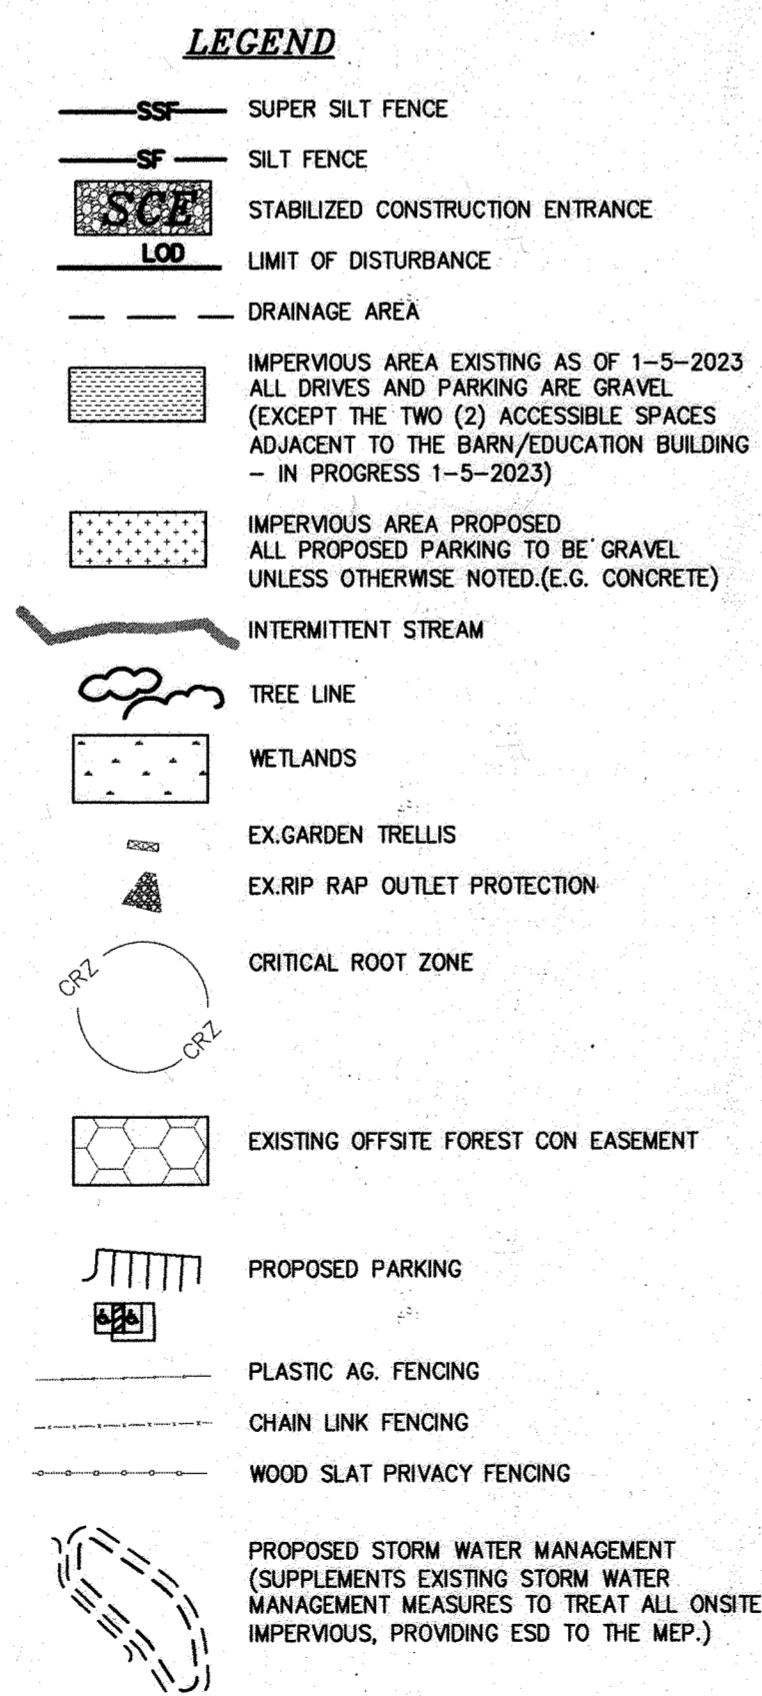 LEGEND
SSF SUPER SILT FENCE
SF SILT FENCE
SCE STABILIZED CONSTRUCTION ENTRANCE
LOD LIMIT OF DISTURBANCE
DRAINAGE AREA
IMPERVIOUS AREA EXISTING AS OF 1-5-2023
ALL DRIVES AND PARKING ARE GRAVEL
(EXCEPT THE TWO (2) ACCESSIBLE SPACES
ADJACENT TO THE BARN/EDUCATION BUILDING
- IN PROGRESS 1-5-2023)
IMPERVIOUS AREA PROPOSED
ALL PROPOSED PARKING TO BE GRAVEL
UNLESS OTHERWISE NOTED.(E.G. CONCRETE)
INTERMITTENT STREAM
TREE LINE
WETLANDS
EX.GARDEN TRELLIS
EX.RIP RAP OUTLET PROTECTION
CRZ CRITICAL ROOT ZONE
CRZ
EXISTING OFFSITE FOREST CON EASEMENT
PROPOSED PARKING
PLASTIC AG. FENCING
CHAIN LINK FENCING
WOOD SLAT PRIVACY FENCING
PROPOSED STORM WATER MANAGEMENT
(SUPPLEMENTS EXISTING STORM WATER
MANAGEMENT MEASURES TO TREAT ALL ONSITE
IMPERVIOUS, PROVIDING ESD TO THE MEP.)